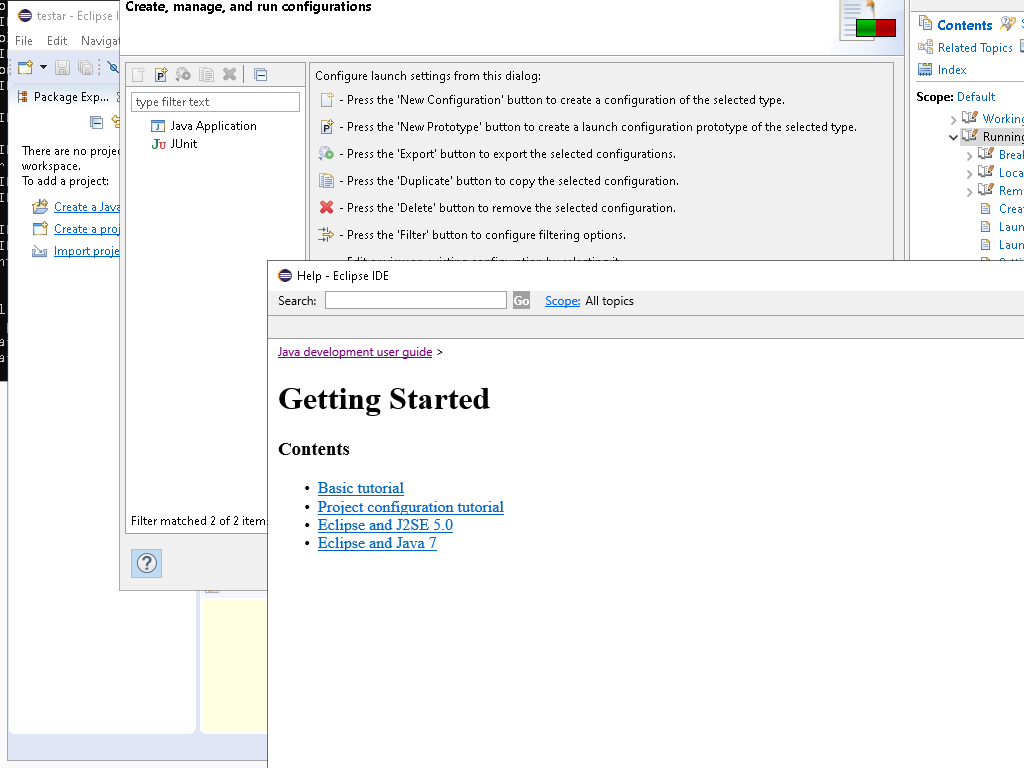 testar - Eclipse I
File Edit Navigat
Package Exp...
There are no projec
workspace.
To add a project:
Create a Java
Create a proj
Import proje
Create, manage, and run configurations
type filter text
Java Application
JUnit
Filter matched 2 of 2 items
Configure launch settings from this dialog:
- Press the 'New Configuration' button to create a configuration of the selected type.
- Press the 'New Prototype' button to create a launch configuration prototype of the selected type.
- Press the 'Export' button to export the selected configurations.
- Press the 'Duplicate' button to copy the selected configuration.
- Press the 'Delete' button to remove the selected configuration.
- Press the 'Filter' button to configure filtering options.
Contents
Related Topics
Index
Scope: Default
Working
Running
Break
Loca
Rem
Creat
Laun
Laun
Help - Eclipse IDE
Search:
Go
Scope: All topics
Java development user guide >
Getting Started
Contents
• Basic tutorial
• Project configuration tutorial
• Eclipse and J2SE 5.0
• Eclipse and Java 7